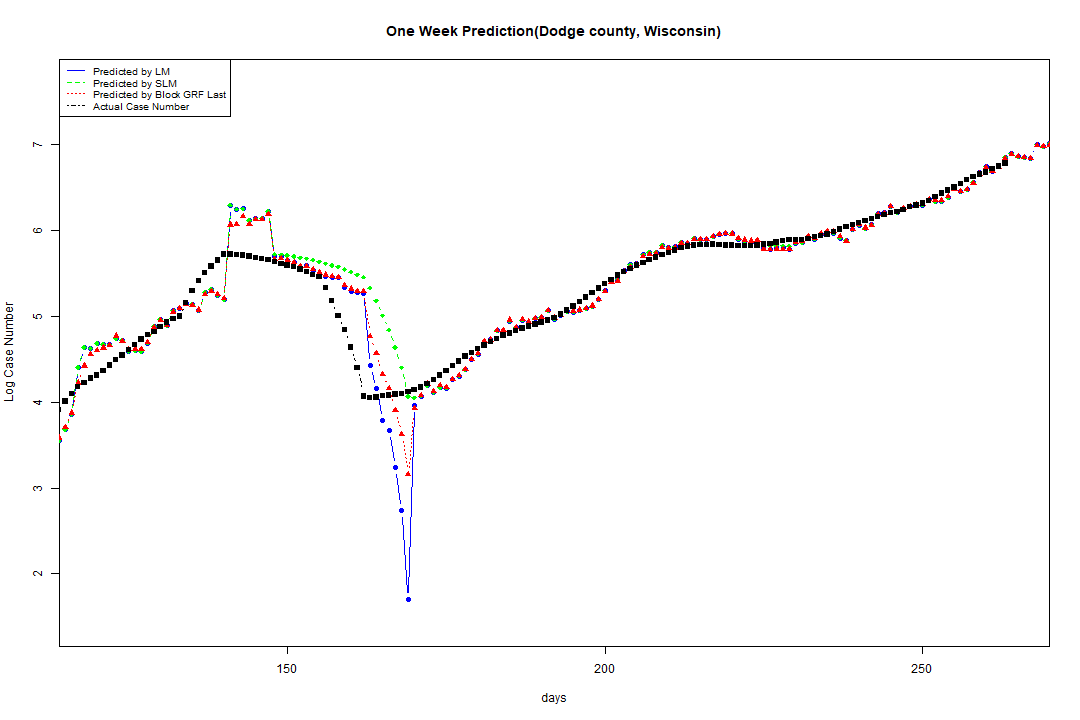 One Week Prediction(Dodge county, Wisconsin)
Predicted by LM
Predicted by SLM
Predicted by Block GRF Last
Actual Case Number
7
6
5
4
3
2
Log Case Number
150
200
250
days